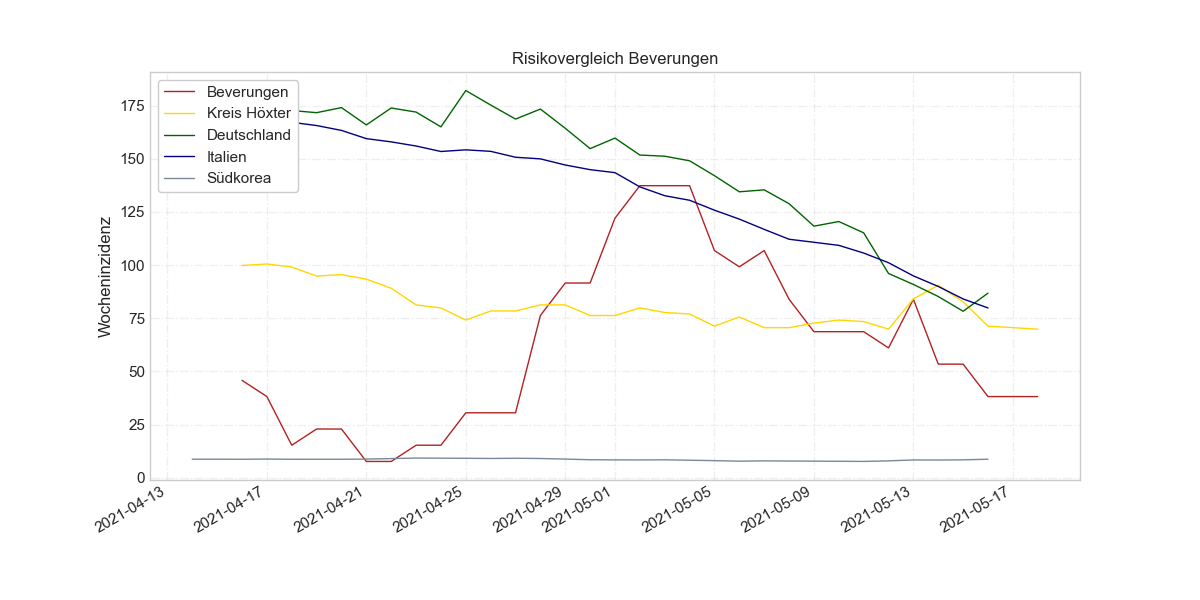 Risikovergleich Beverungen
Beverungen
Kreis Höxter
Deutschland
Italien
Südkorea
Wocheninzidenz
175
150
125
100
75
50
25
0
2021-04-13
2021-04-17
2021-04-21
2021-04-25
2021-04-29
2021-05-01
2021-05-05
2021-05-09
2021-05-13
2021-05-17